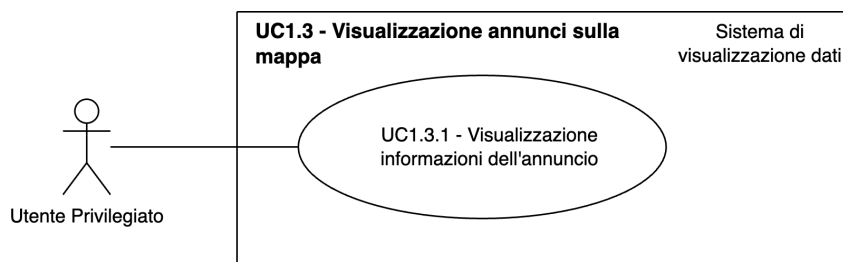 UC1.3 - Visualizzazione annunci sulla
mappa
Sistema di
visualizzazione dati
UC1.3.1 - Visualizzazione
informazioni dell'annuncio
Utente Privilegiato